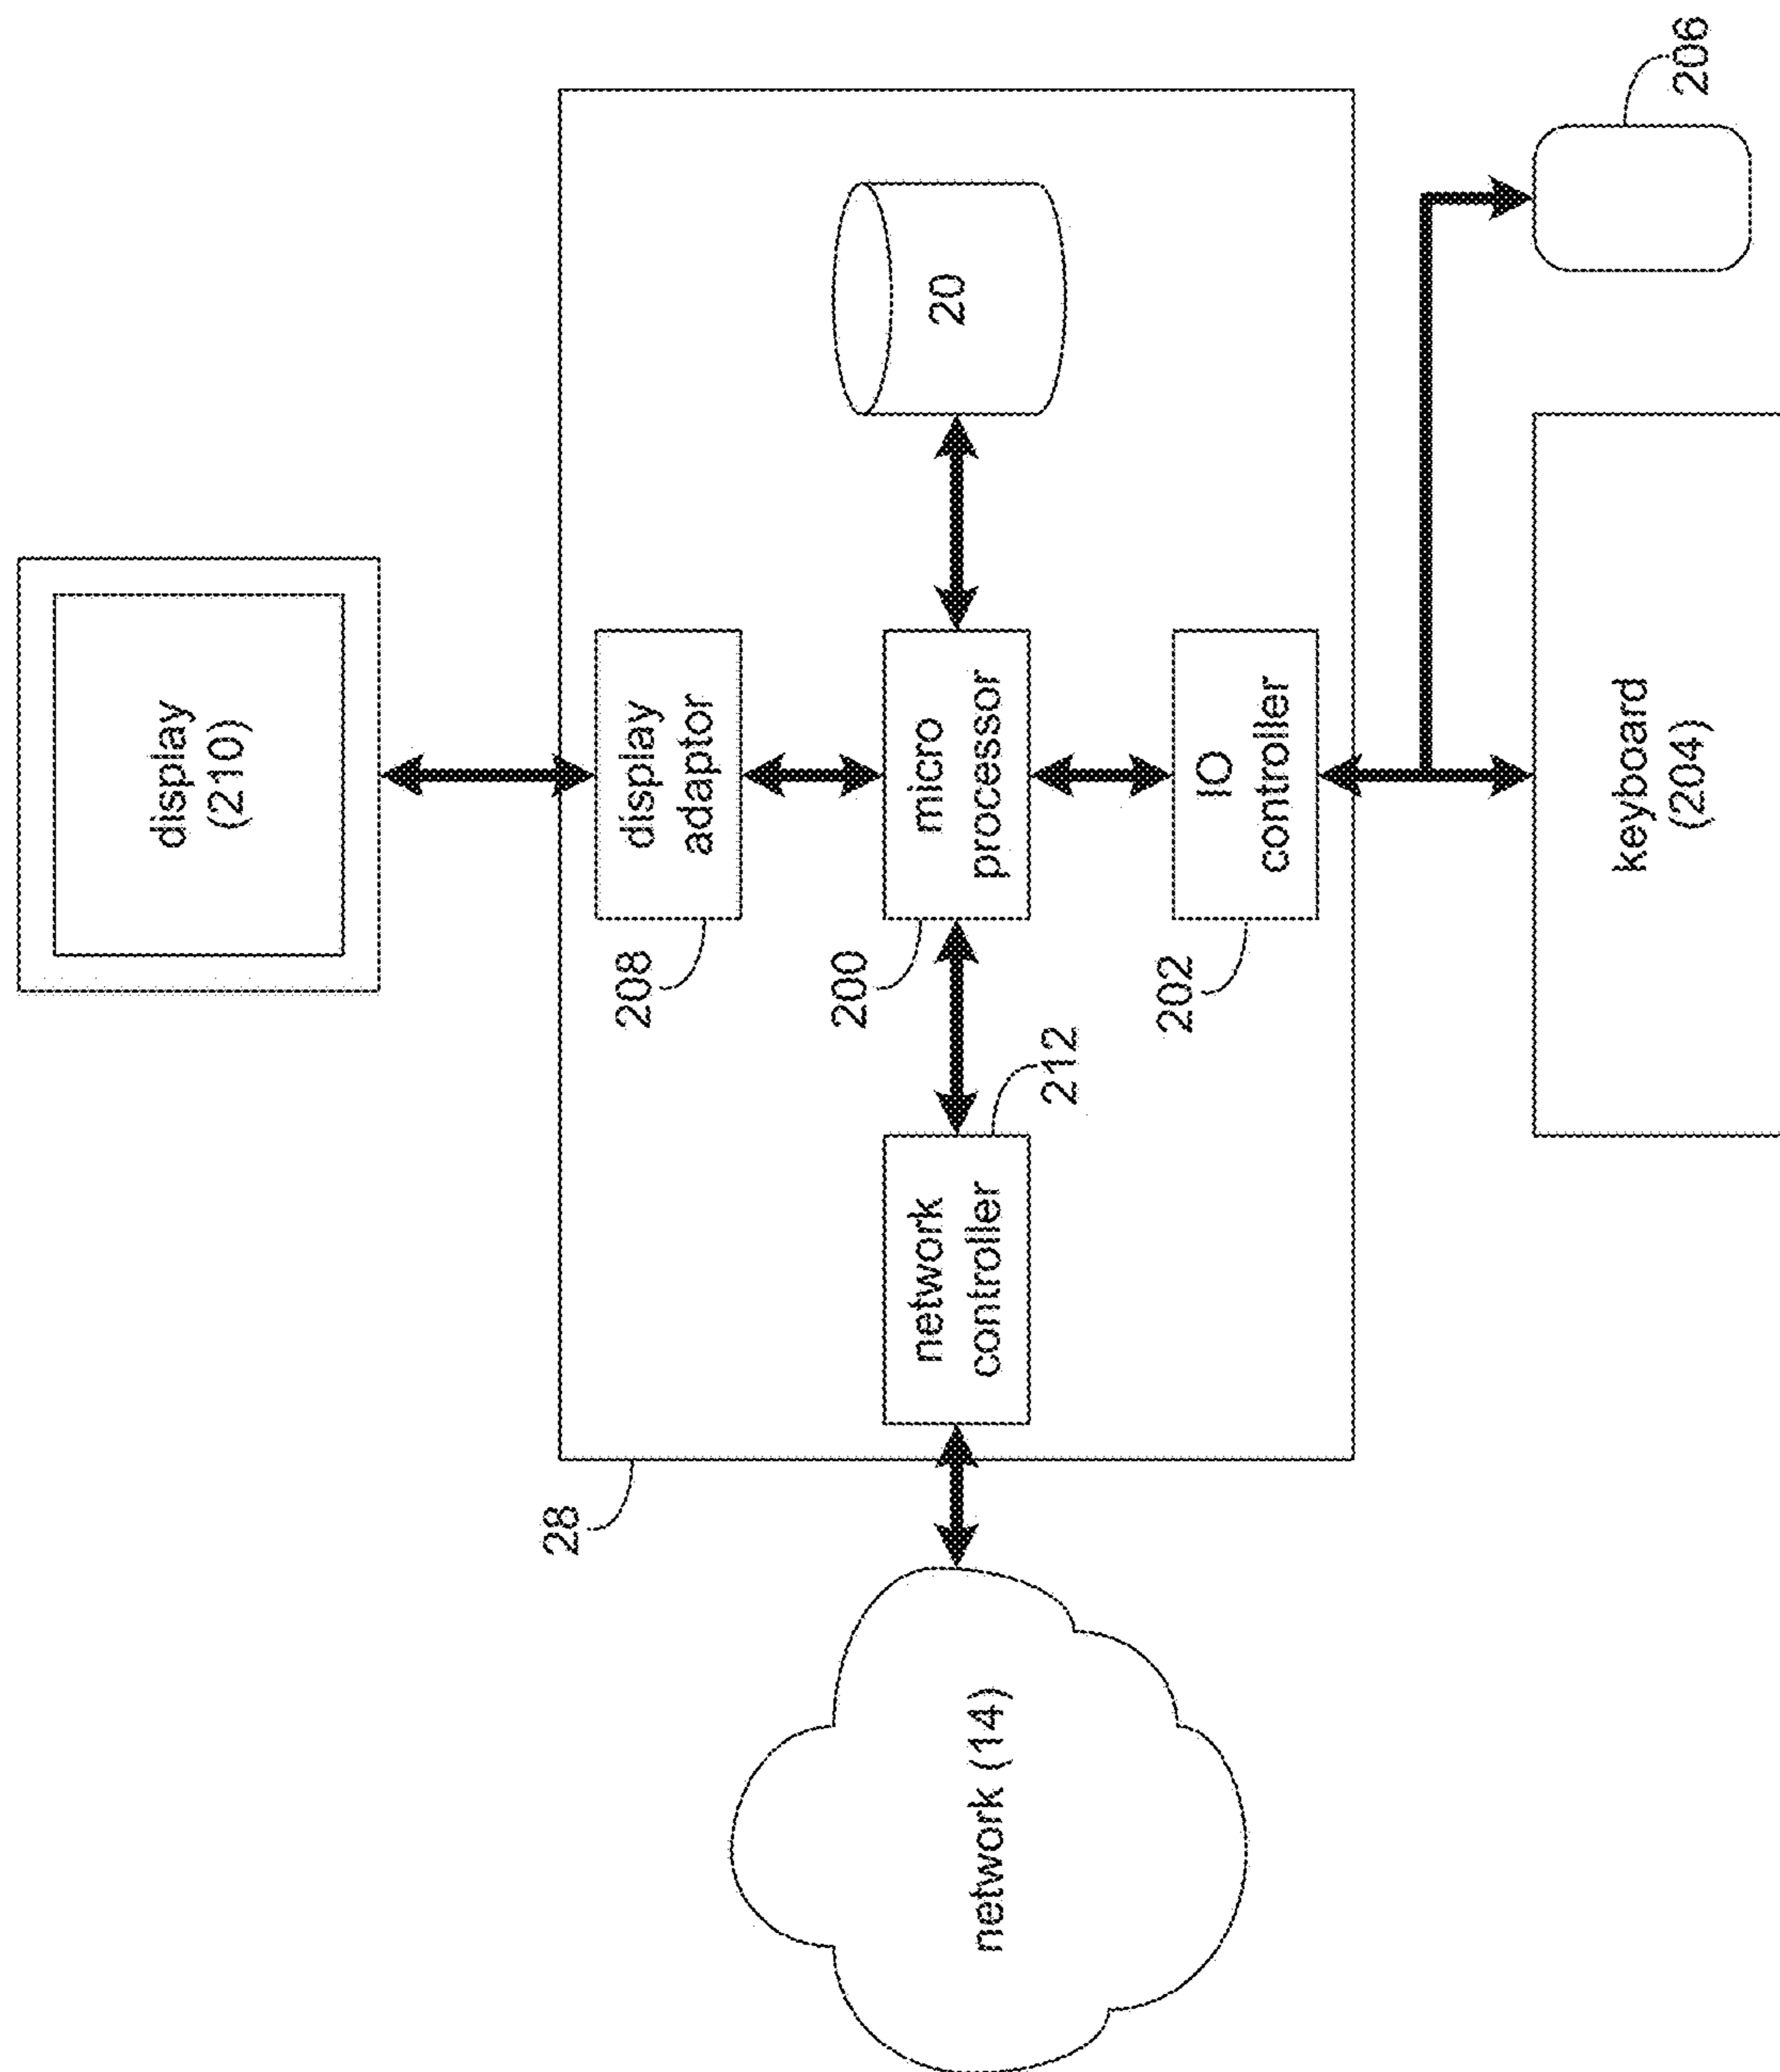 display
(210)
display
adaptor
208
micro
processor
200
20
network
controller
212
IO
controller
202
28
network (14)
keyboard
(204)
206